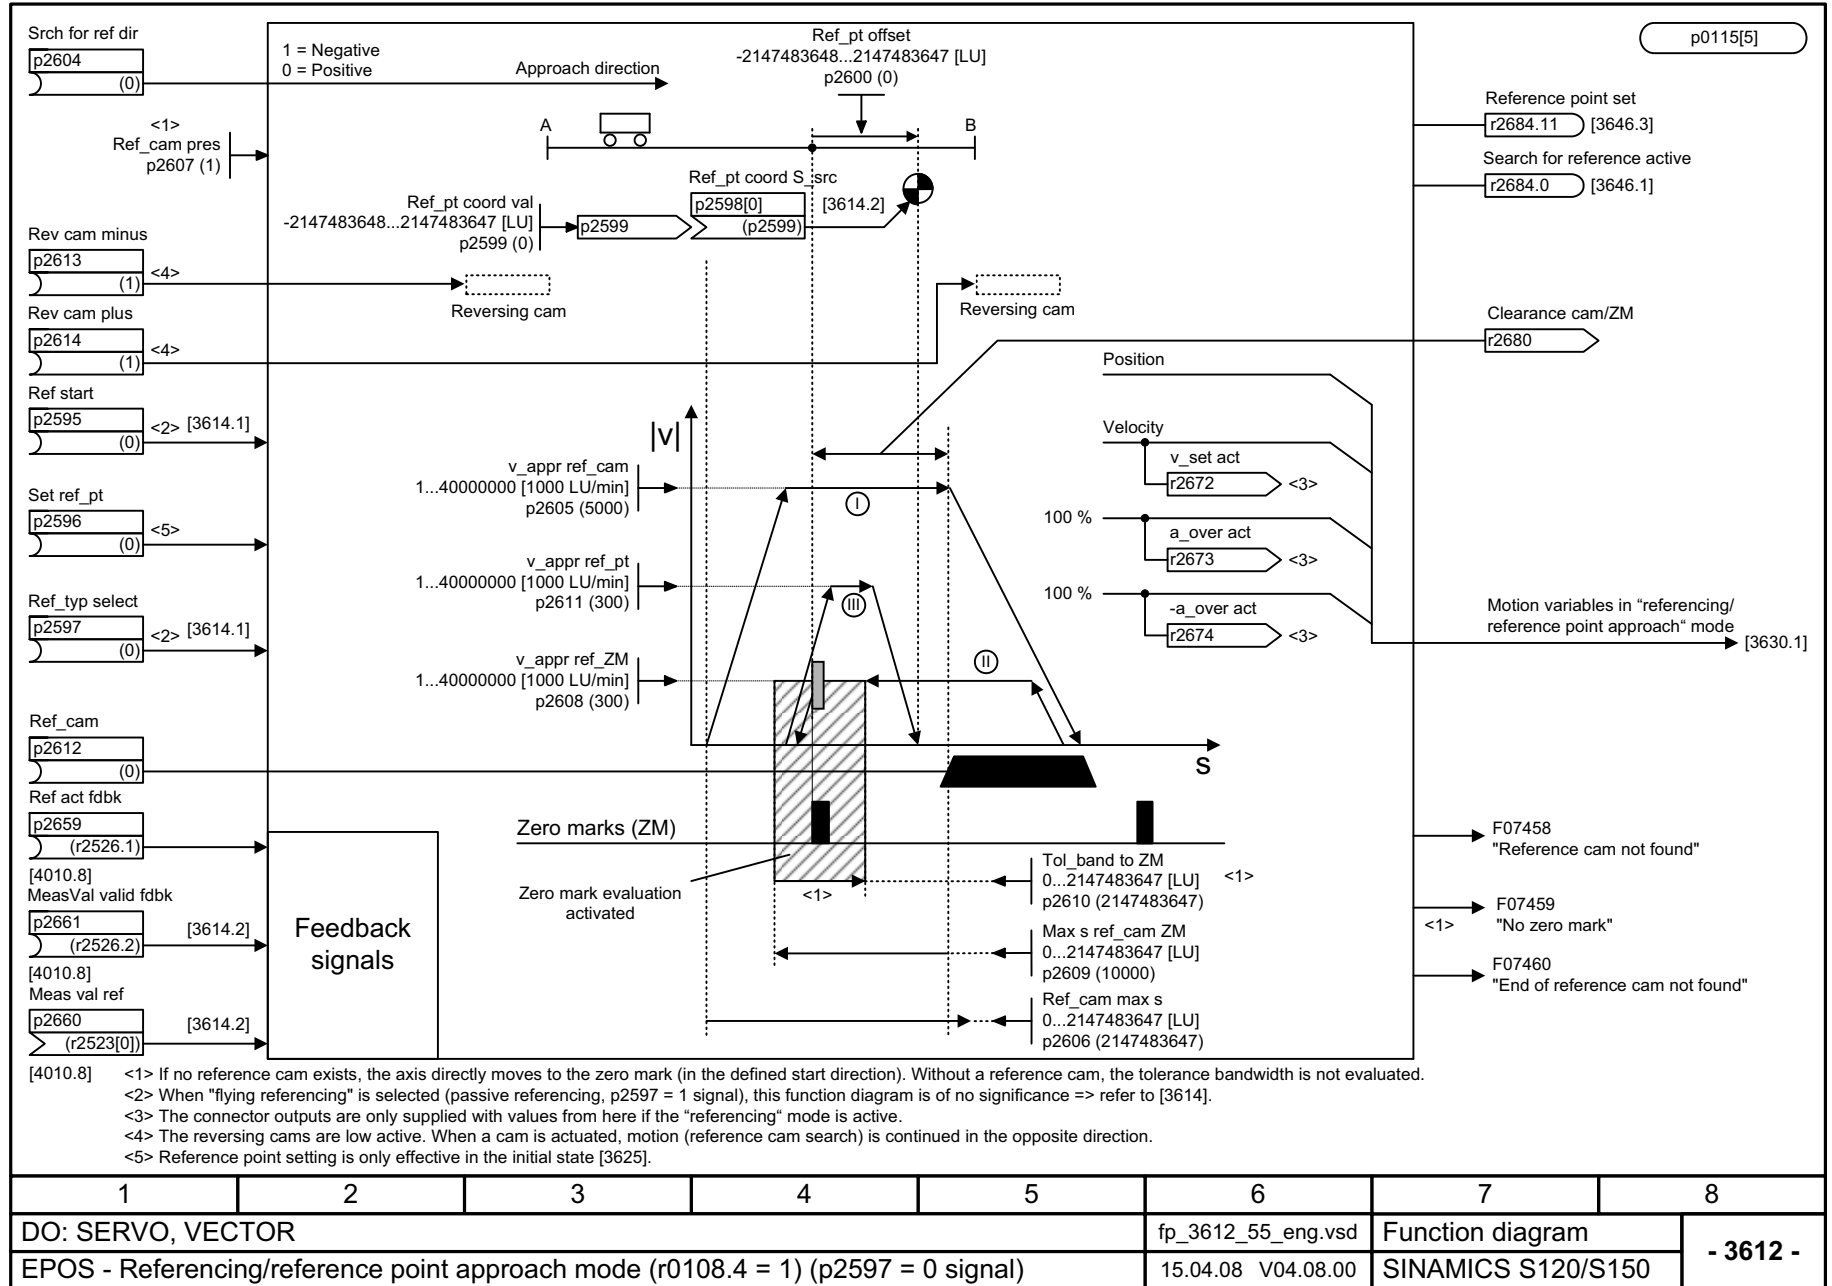 Srch for ref dir
p2604
(0)
1 = Negative
0 = Positive
Approach direction
Ref_pt offset
-2147483648...2147483647 [LU]
p2600 (0)
p0115[5]
<1>
Ref_cam pres
p2607 (1)
A
B
Reference point set
r2684.11
[3646.3]
Search for reference active
r2684.0
[3646.1]
Ref_pt coord val
-2147483648...2147483647 [LU]
p2599 (0)
p2599
Ref_pt coord S_src
p2598[0]
(p2599)
[3614.2]
Rev cam minus
p2613
(1)
<4>
Reversing cam
Reversing cam
Rev cam plus
p2614
(1)
<4>
Clearance cam/ZM
r2680
Ref start
p2595
(0)
<2> [3614.1]
Position
Velocity
v_set act
r2672
<3>
100 %
a_over act
r2673
<3>
100 %
-a_over act
r2674
<3>
Motion variables in “referencing/
reference point approach“ mode
[3630.1]
Set ref_pt
p2596
(0)
<5>
Ref_typ select
p2597
(0)
<2> [3614.1]
|v|
v_appr ref_cam
1...40000000 [1000 LU/min]
p2605 (5000)
I
v_appr ref_pt
1...40000000 [1000 LU/min]
p2611 (300)
III
v_appr ref_ZM
1...40000000 [1000 LU/min]
p2608 (300)
II
s
Ref_cam
p2612
(0)
Ref act fdbk
p2659
(r2526.1)
[4010.8]
MeasVal valid fdbk
p2661
(r2526.2)
[3614.2]
[4010.8]
Meas val ref
p2660
(r2523[0])
[3614.2]
[4010.8]
Feedback
signals
Zero marks (ZM)
Zero mark evaluation
activated
<1>
Tol_band to ZM
0...2147483647 [LU]
p2610 (2147483647)
<1>
Max s ref_cam ZM
0...2147483647 [LU]
p2609 (10000)
Ref_cam max s
0...2147483647 [LU]
p2606 (2147483647)
F07458
"Reference cam not found"
<1>
F07459
"No zero mark"
F07460
"End of reference cam not found"
<1> If no reference cam exists, the axis directly moves to the zero mark (in the defined start direction). Without a reference cam, the tolerance bandwidth is not evaluated.
<2> When "flying referencing" is selected (passive referencing, p2597 = 1 signal), this function diagram is of no significance => refer to [3614].
<3> The connector outputs are only supplied with values from here if the “referencing“ mode is active.
<4> The reversing cams are low active. When a cam is actuated, motion (reference cam search) is continued in the opposite direction.
<5> Reference point setting is only effective in the initial state [3625].
1 2 3 4 5 6 7 8
DO: SERVO, VECTOR
fp_3612_55_eng.vsd
Function diagram
- 3612 -
EPOS - Referencing/reference point approach mode (r0108.4 = 1) (p2597 = 0 signal)
15.04.08 V04.08.00
SINAMICS S120/S150